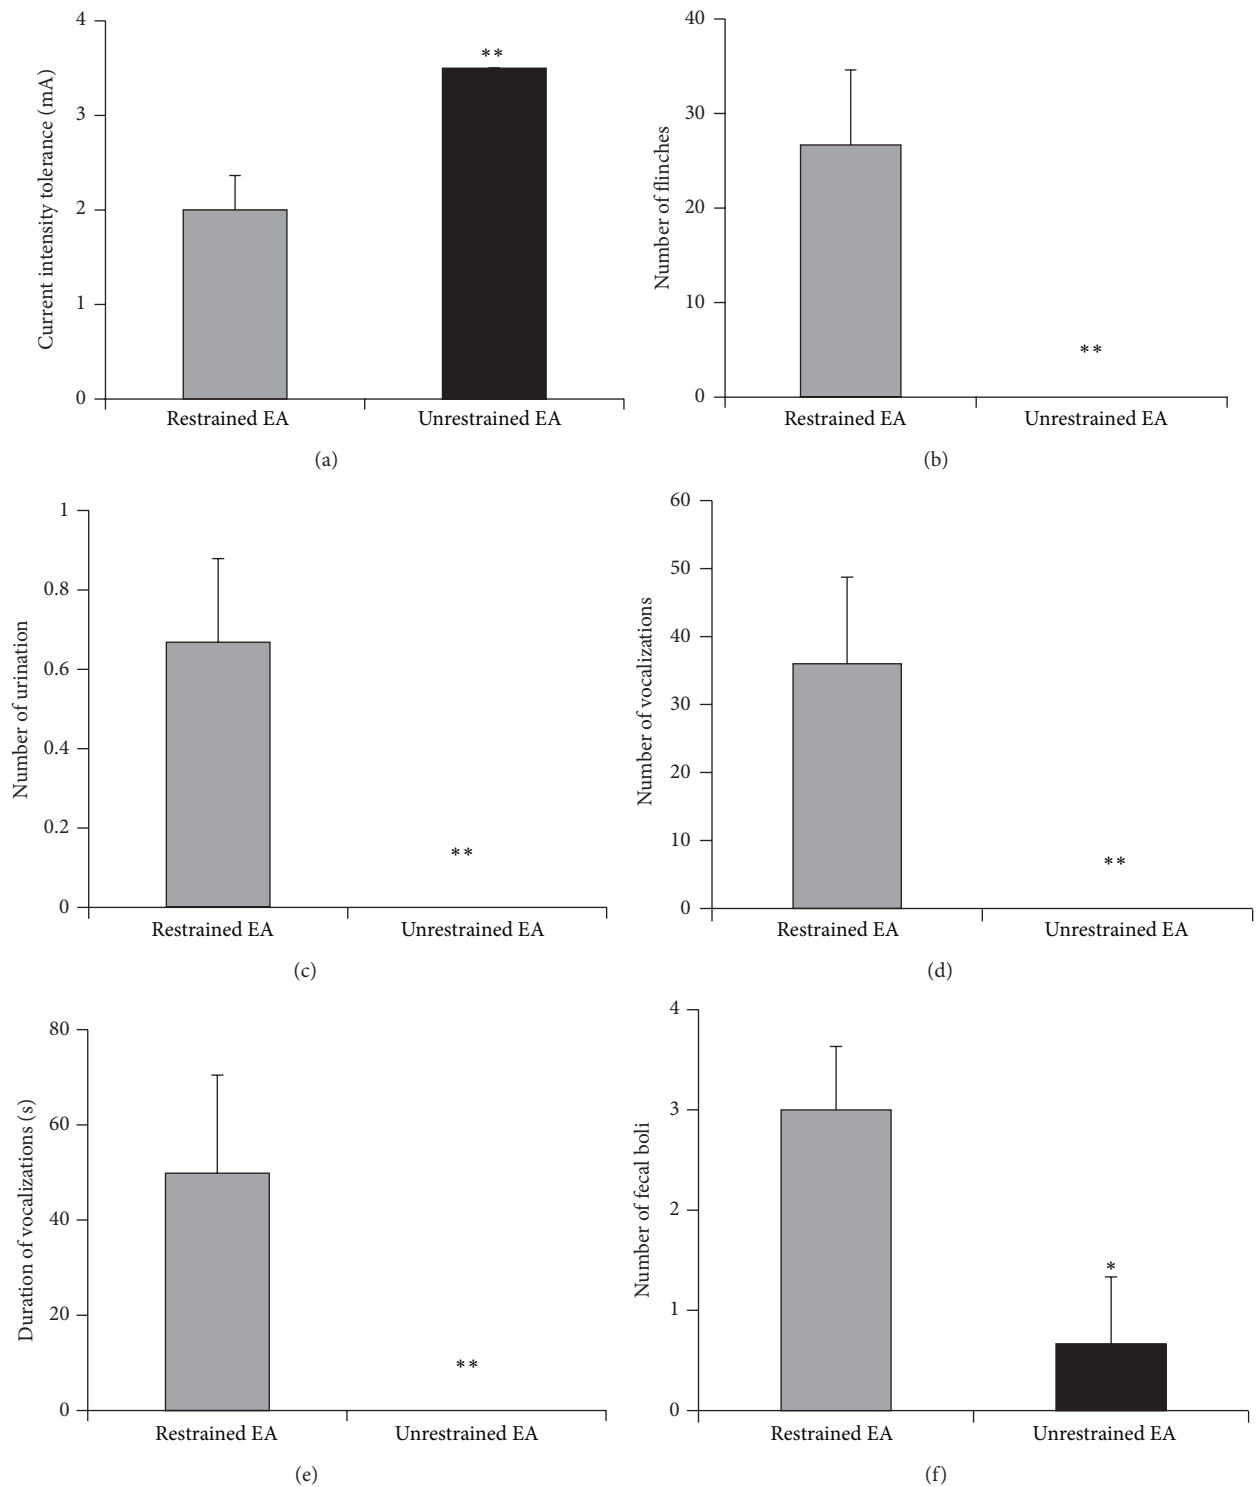 Current intensity tolerance (mA)
4
3
2
1
0
**
Restrained EA
Unrestrained EA
(a)
Number of flinches
40
30
20
10
0
**
Restrained EA
Unrestrained EA
(b)
Number of urination
1
0.8
0.6
0.4
0.2
0
**
Restrained EA
Unrestrained EA
(c)
Number of vocalizations
60
50
40
30
20
10
0
**
Restrained EA
Unrestrained EA
(d)
Duration of vocalizations (s)
80
60
40
20
0
**
Restrained EA
Unrestrained EA
(e)
Number of fecal boli
4
3
2
1
0
*
Restrained EA
Unrestrained EA
(f)